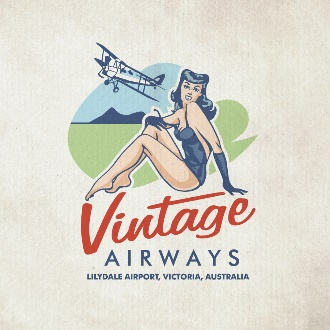 Vintage
AIRWAYS
LILYDALE AIRPORT, VICTORIA, AUSTRALIA